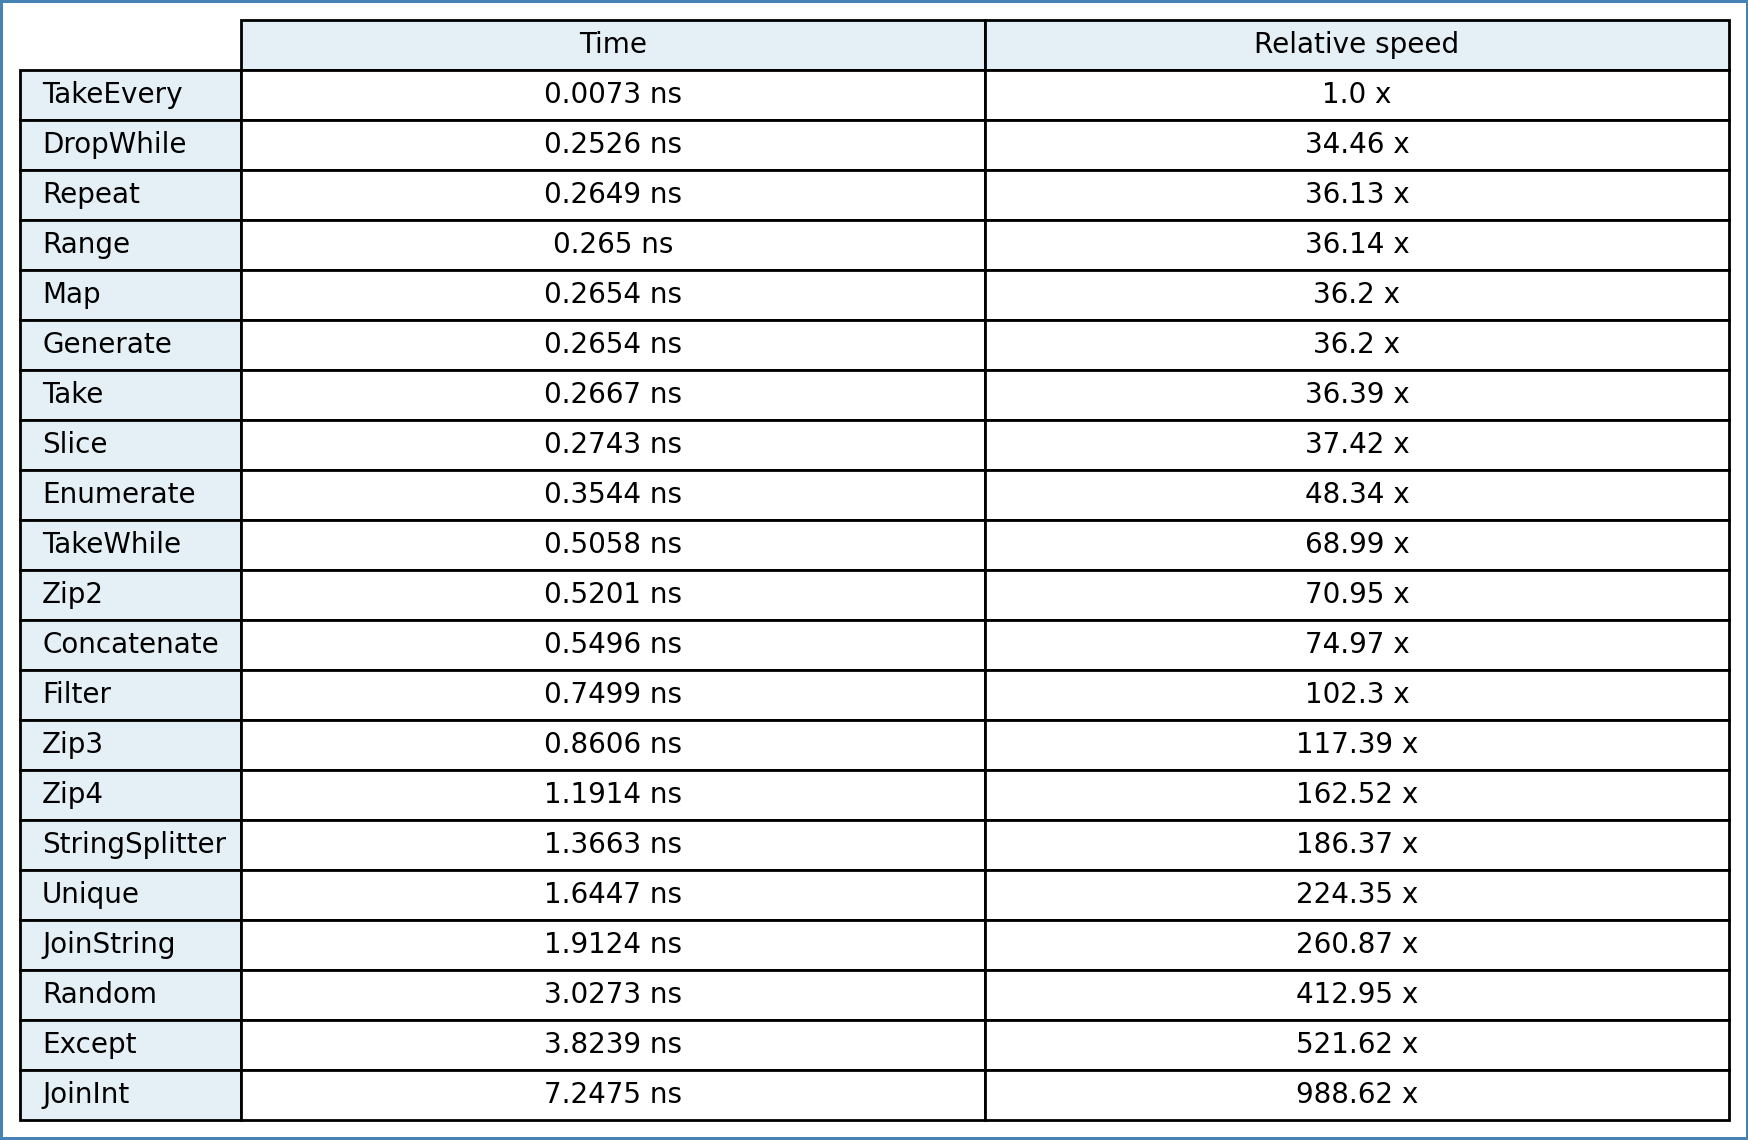 Time Relative speed
TakeEvery 0.0073 ns 1.0 x
DropWhile 0.2526 ns 34.46 x
Repeat 0.2649 ns 36.13 x
Range 0.265 ns 36.14 x
Map 0.2654 ns 36.2 x
Generate 0.2654 ns 36.2 x
Take 0.2667 ns 36.39 x
Slice 0.2743 ns 37.42 x
Enumerate 0.3544 ns 48.34 x
TakeWhile 0.5058 ns 68.99 x
Zip2 0.5201 ns 70.95 x
Concatenate 0.5496 ns 74.97 x
Filter 0.7499 ns 102.3 x
Zip3 0.8606 ns 117.39 x
Zip4 1.1914 ns 162.52 x
StringSplitter 1.3663 ns 186.37 x
Unique 1.6447 ns 224.35 x
JoinString 1.9124 ns 260.87 x
Random 3.0273 ns 412.95 x
Except 3.8239 ns 521.62 x
JoinInt 7.2475 ns 988.62 x